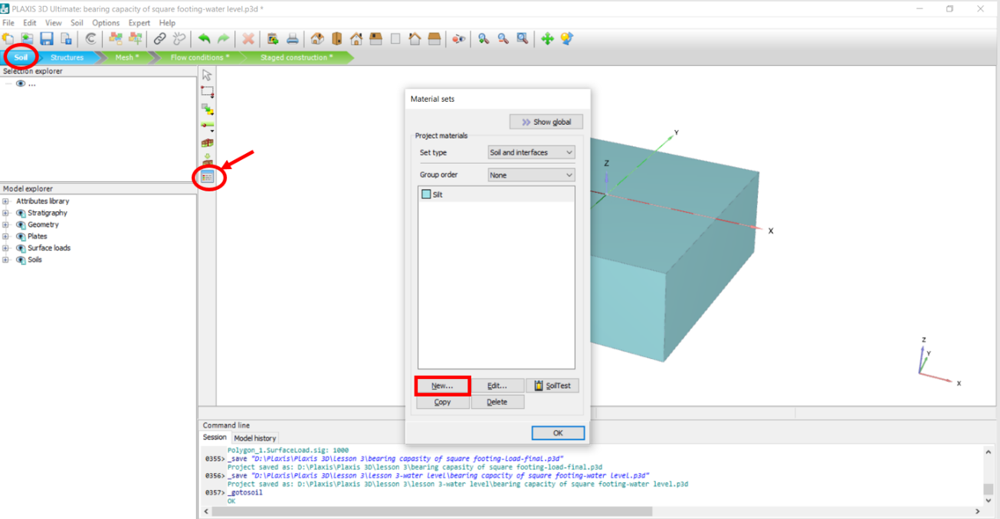 PLAXIS 3D Ultimate: bearing capacity of square footing-water level.p3d *
File Edit View Soil Options Expert Help
Soil Structures Mesh * Flow conditions * Staged construction *
Selection explorer
...
Model explorer
Attributes library
Stratigraphy
Geometry
Plates
Surface loads
Soils
Material sets
Show global
Project materials
Set type Soil and interfaces
Group order None
Silt
New... Edit... SoilTest
Copy Delete
OK
Y
Z
X
Z
Y
X
Command line
Session Model history
Polygon_1.SurfaceLoad.sig: 1000
0355> _save "D:\Plaxis\Plaxis 3D\lesson 3\bearing capasity of square footing-load-final.p3d"
Project saved as: D:\Plaxis\Plaxis 3D\lesson 3\bearing capasity of square footing-load-final.p3d
0356> _save "D:\Plaxis\Plaxis 3D\lesson 3\lesson 3-water level\bearing capacity of square footing-water level.p3d"
Project saved as: D:\Plaxis\Plaxis 3D\lesson 3\lesson 3-water level\bearing capacity of square footing-water level.p3d
0357> _gotosoil
OK